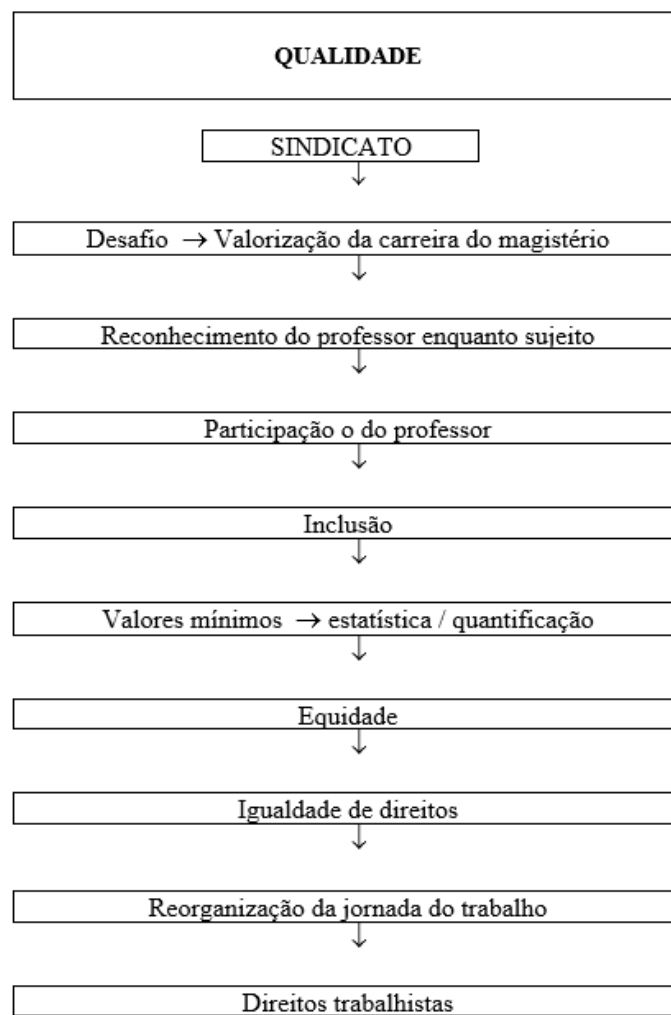 QUALIDADE
SINDICATO
Desafio → Valorização da carreira do magistério
Reconhecimento do professor enquanto sujeito
Participação o do professor
Inclusão
Valores mínimos → estatística / quantificação
Equidade
Igualdade de direitos
Reorganização da jornada do trabalho
Direitos trabalhistas